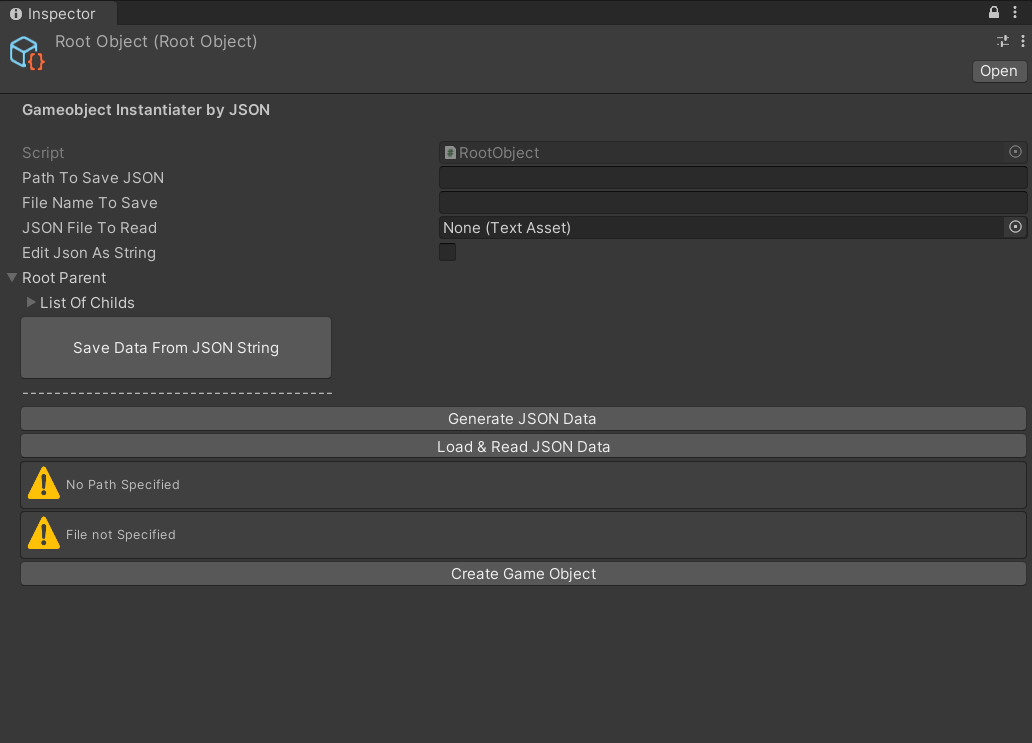 Inspector
Root Object (Root Object)
Open
Gameobject Instantiater by JSON
Script RootObject
Path To Save JSON
File Name To Save
JSON File To Read None (Text Asset)
Edit Json As String
Root Parent
List Of Childs
Save Data From JSON String
---------------------------------------
Generate JSON Data
Load & Read JSON Data
No Path Specified
File not Specified
Create Game Object